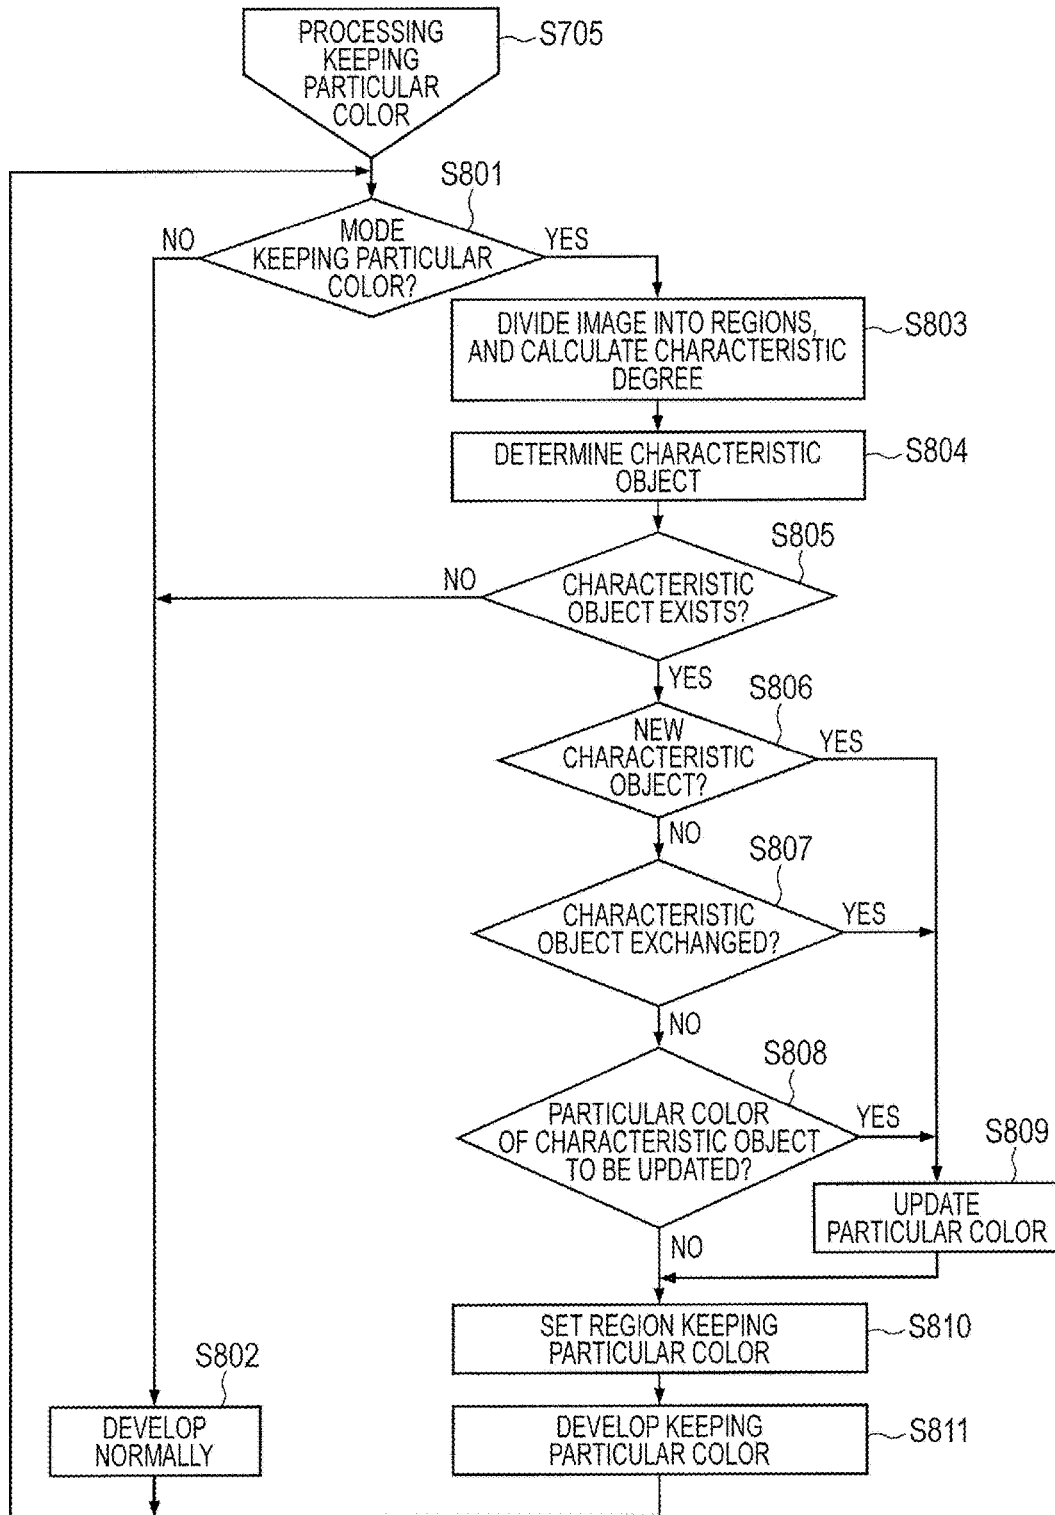 PROCESSING
KEEPING
PARTICULAR
COLOR
S705
S801
MODE
KEEPING PARTICULAR
COLOR?
NO
YES
DIVIDE IMAGE INTO REGIONS,
AND CALCULATE CHARACTERISTIC
DEGREE
S803
DETERMINE CHARACTERISTIC
OBJECT
S804
S805
CHARACTERISTIC
OBJECT EXISTS?
NO
YES
S806
NEW
CHARACTERISTIC
OBJECT?
YES
NO
S807
CHARACTERISTIC
OBJECT EXCHANGED?
YES
NO
S808
PARTICULAR COLOR
OF CHARACTERISTIC OBJECT
TO BE UPDATED?
YES
NO
S809
UPDATE
PARTICULAR COLOR
SET REGION KEEPING
PARTICULAR COLOR
S810
S802
DEVELOP
NORMALLY
DEVELOP KEEPING
PARTICULAR COLOR
S811